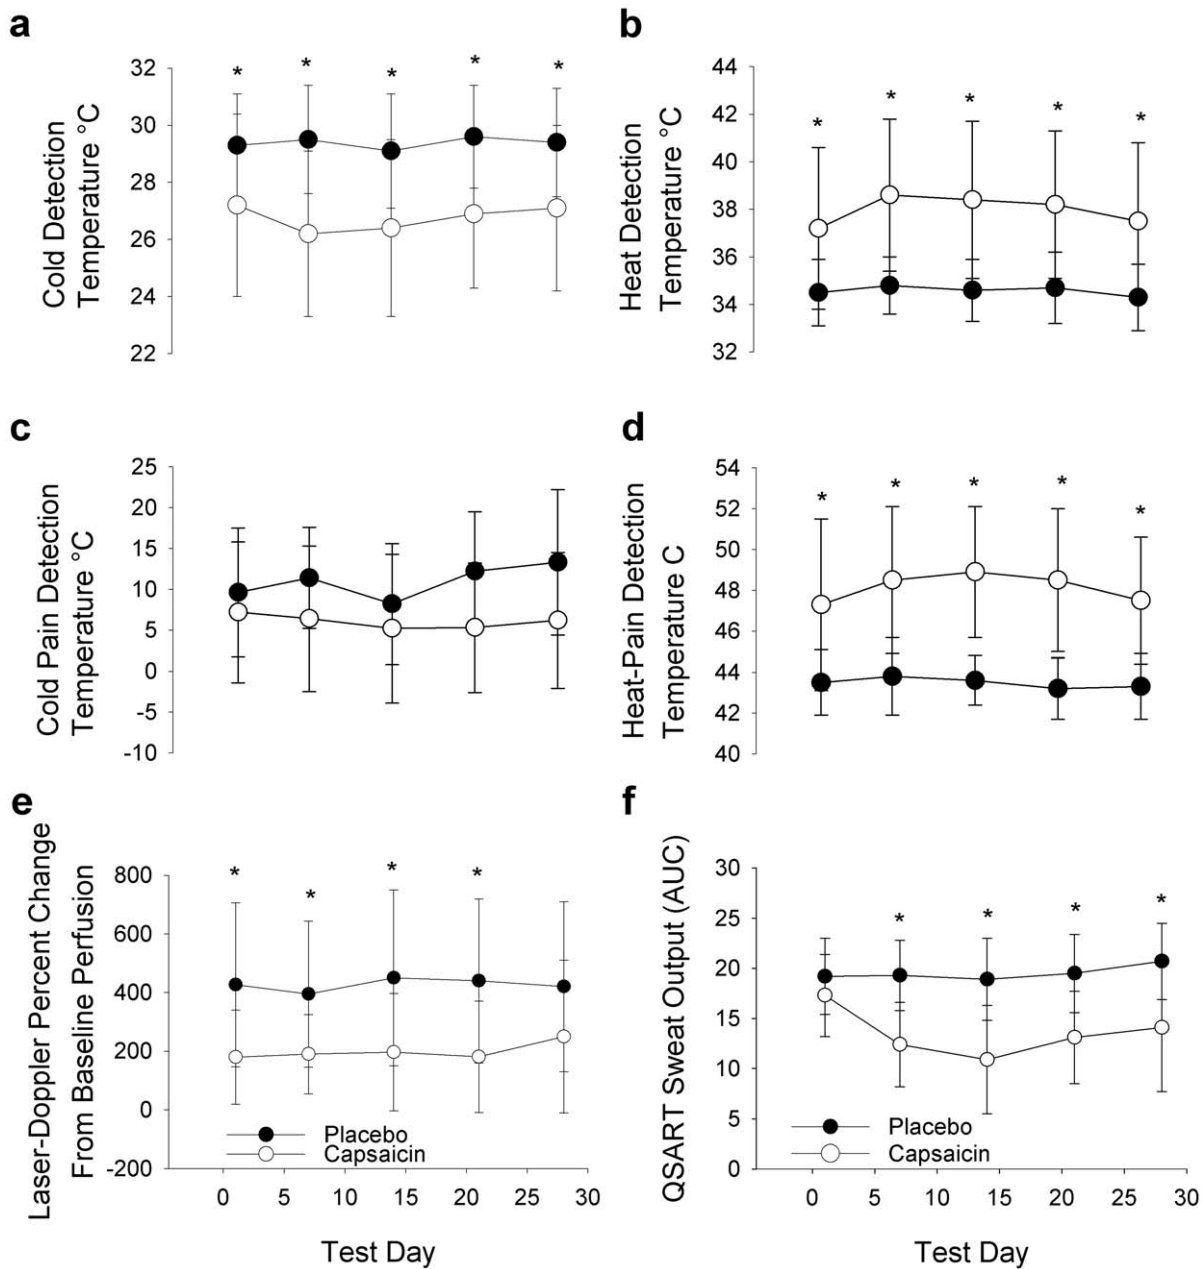 a
Cold Detection
Temperature °C
32
30
28
26
24
22
* * * * *
b
Heat Detection
Temperature °C
44
42
40
38
36
34
32
* * * * *
c
Cold Pain Detection
Temperature °C
25
20
15
10
5
0
-5
-10
d
Heat-Pain Detection
Temperature C
54
52
50
48
46
44
42
40
* * * * *
e
Laser-Doppler Percent Change
From Baseline Perfusion
800
600
400
200
0
-200
* * * *
Placebo
Capsaicin
0 5 10 15 20 25 30
Test Day
f
QSART Sweat Output (AUC)
30
25
20
15
10
5
0
* * * *
Placebo
Capsaicin
0 5 10 15 20 25 30
Test Day